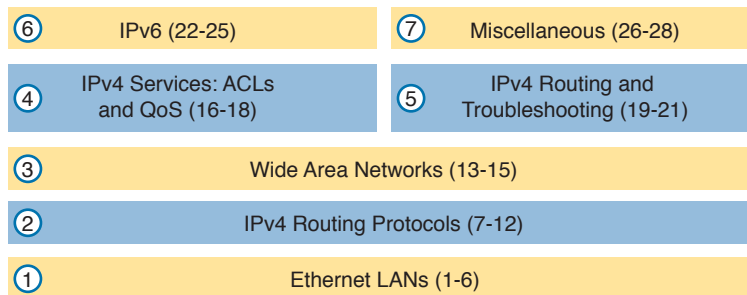 6 IPv6 (22-25)
7 Miscellaneous (26-28)
4 IPv4 Services: ACLs
and QoS (16-18)
5 IPv4 Routing and
Troubleshooting (19-21)
3 Wide Area Networks (13-15)
2 IPv4 Routing Protocols (7-12)
1 Ethernet LANs (1-6)